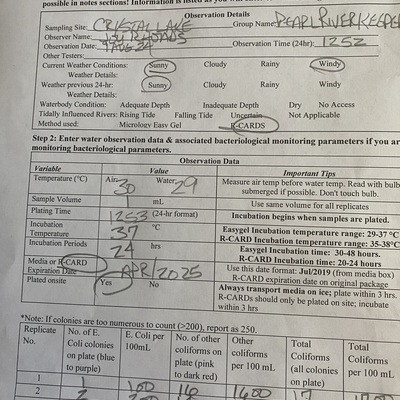 possible in notes sections! Information is listed as you will enter
Observation Details
Sampling Site: CRISTAL LAKE Group Name: PEARL RIVERKEEPER
Observer Name:
Observation Date: AUG 24 Observation Time (24hr): 1252
Other Testers:
Current Weather Conditions: Sunny Cloudy Rainy Windy
Weather Details:
Weather previous 24-hr: Sunny Cloudy Rainy Windy
Weather Details:
Waterbody Condition: Adequate Depth Inadequate Depth Dry No Access
Tidally Influenced Rivers: Rising Tide Falling Tide Uncertain Not Applicable
Method used: Micrology Easy Gel R-CARDS
Step 2: Enter water observation data & associated bacteriological monitoring information if you are
monitoring bacteriological parameters.
Observation Data
Variable Value Important Tips
Temperature (°C) Air: 30 Water: 29 Measure air temp before water temp. Read with bulb
submerged if possible. Don't touch bulb.
Sample Volume 1 mL Use same volume for all replicates
Plating Time 1253 (24-hr format) Incubation begins when samples are plated.
Incubation Temperature 37 °C Easygel Incubation temperature range: 29-37 °C
R-CARD Incubation temperature range: 35-38°C
Incubation Periods 24 hrs Easygel Incubation time: 30-48 hours.
R-CARD Incubation time: 20-24 hours
Media or R-CARD Expiration Date APR/2025 Use this date format: Jul/2019 (from media box)
R-CARD expiration date on original package
Plated onsite Yes No Always transport media on ice; plate within 3 hrs.
R-CARDs should only be plated on site; incubate
within 3 hrs
*Note: If colonies are too numerous to count (>200), report as 250.
Replicate No. No. of E. Coli colonies on plate (blue to purple) E. Coli per 100mL No. of other coliforms on plate (pink to dark red) Other coliforms per 100 mL Total Coliforms (all colonies on plate) Total Coliforms per 100 mL
1 1 100 16 1600 17
2 2